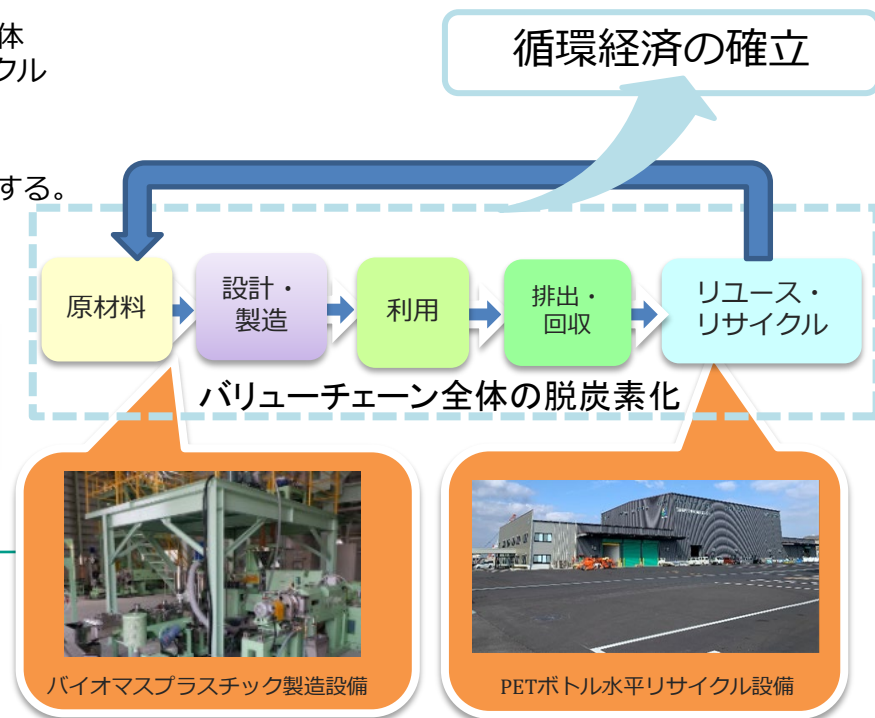 体
クル
循環経済の確立
する。
原材料
設計・
製造
利用
排出・
回収
リユース・
リサイクル
バリューチェーン全体の脱炭素化
バイオマスプラスチック製造設備
PETボトル水平リサイクル設備